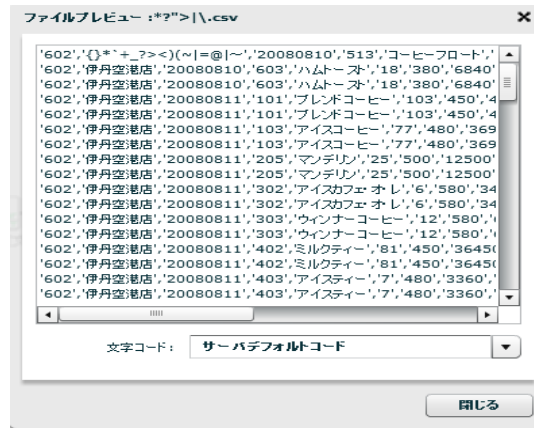 ファイルプレビュー :*?">|\.csv
'602','{}*`+_?><)(~|=@|~','20080810','513','コーヒーフロート','
'602','伊丹空港店','20080810','603','ハムトースト','18','380','6840'
'602','伊丹空港店','20080810','603','ハムトースト','18','380','6840'
'602','伊丹空港店','20080811','101','ブレンドコーヒー','103','450','4
'602','伊丹空港店','20080811','101','ブレンドコーヒー','103','450','4
'602','伊丹空港店','20080811','103','アイスコーヒー','77','480','369
'602','伊丹空港店','20080811','103','アイスコーヒー','77','480','369
'602','伊丹空港店','20080811','205','マンデリン','25','500','12500'
'602','伊丹空港店','20080811','205','マンデリン','25','500','12500'
'602','伊丹空港店','20080811','302','アイスカフェ・オ・レ','6','580','34
'602','伊丹空港店','20080811','302','アイスカフェ・オ・レ','6','580','34
'602','伊丹空港店','20080811','303','ウィンナーコーヒー','12','580','
'602','伊丹空港店','20080811','303','ウィンナーコーヒー','12','580','
'602','伊丹空港店','20080811','402','ミルクティー','81','450','3645(
'602','伊丹空港店','20080811','402','ミルクティー','81','450','3645(
'602','伊丹空港店','20080811','403','アイスティー','7','480','3360','
'602','伊丹空港店','20080811','403','アイスティー','7','480','3360','
文字コード: サーバデフォルトコード
閉じる